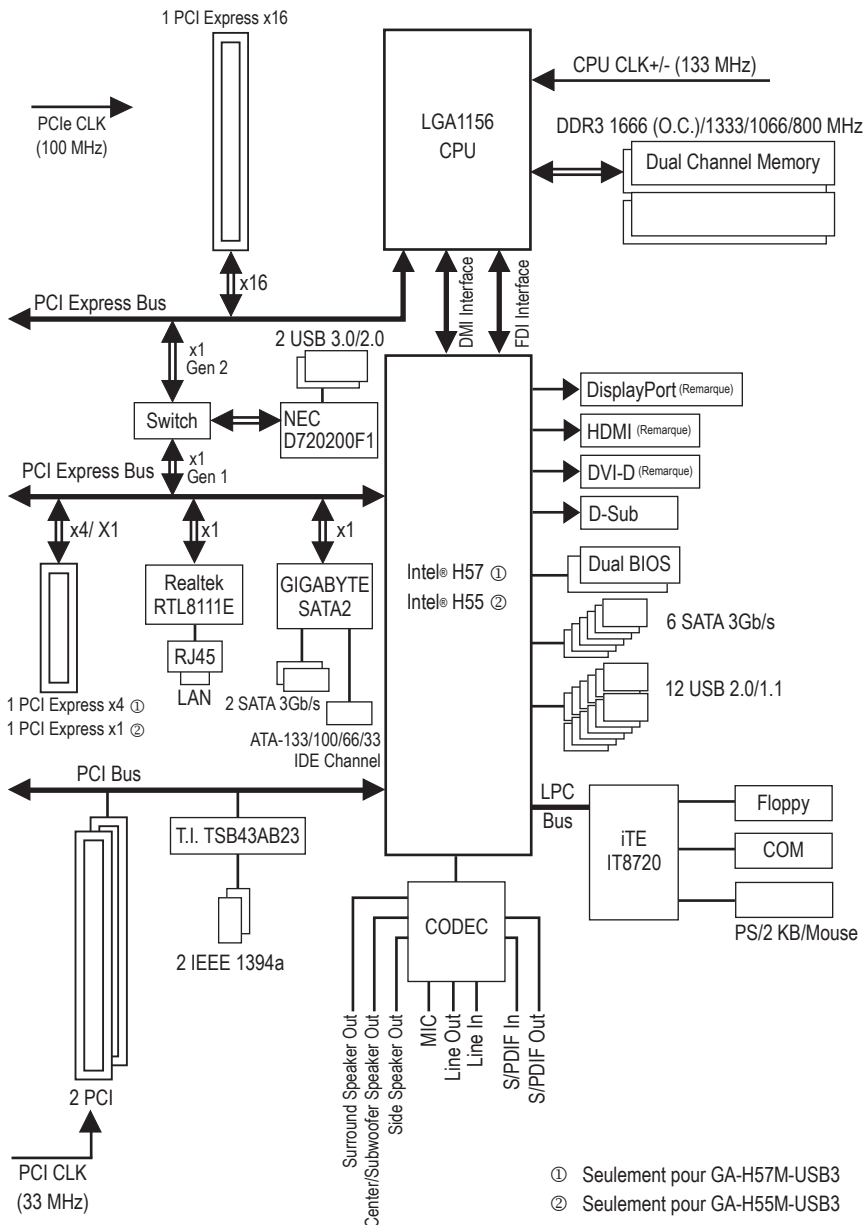 1 PCI Express x16
CPU CLK+/- (133 MHz)
PCIe CLK
(100 MHz)
LGA1156
CPU
DDR3 1666 (O.C.)/1333/1066/800 MHz
Dual Channel Memory
x16
DMI Interface
FDI Interface
PCI Express Bus
2 USB 3.0/2.0
x1
Gen 2
Switch
NEC
D720200F1
DisplayPort (Remarque)
HDMI (Remarque)
DVI-D (Remarque)
D-Sub
PCI Express Bus
x1
Gen 1
x4/ X1
x1
x1
Realtek
RTL8111E
GIGABYTE
SATA2
Intel® H57 ①
Intel® H55 ②
Dual BIOS
6 SATA 3Gb/s
RJ45
LAN
2 SATA 3Gb/s
12 USB 2.0/1.1
1 PCI Express x4 ①
1 PCI Express x1 ②
ATA-133/100/66/33
IDE Channel
PCI Bus
LPC
Bus
T.I. TSB43AB23
iTE
IT8720
Floppy
COM
PS/2 KB/Mouse
2 IEEE 1394a
CODEC
Surround Speaker Out
Center/Subwoofer Speaker Out
Side Speaker Out
MIC
Line Out
Line In
S/PDIF In
S/PDIF Out
2 PCI
PCI CLK
(33 MHz)
① Seulement pour GA-H57M-USB3
② Seulement pour GA-H55M-USB3